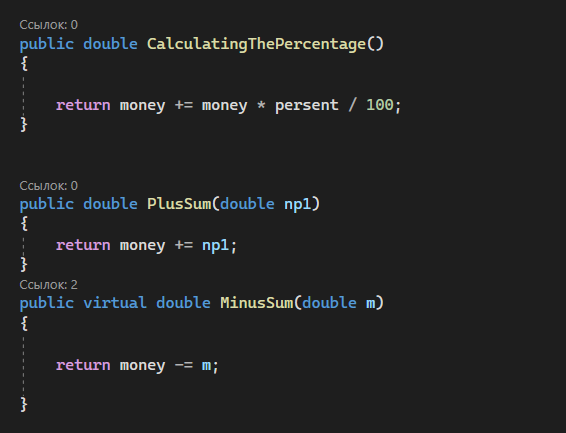 Ссылок: 0
public double CalculatingThePercentage()
{
return money += money * persent / 100;
}
Ссылок: 0
public double PlusSum(double np1)
{
return money += np1;
}
Ссылок: 2
public virtual double MinusSum(double m)
{
return money -= m;
}